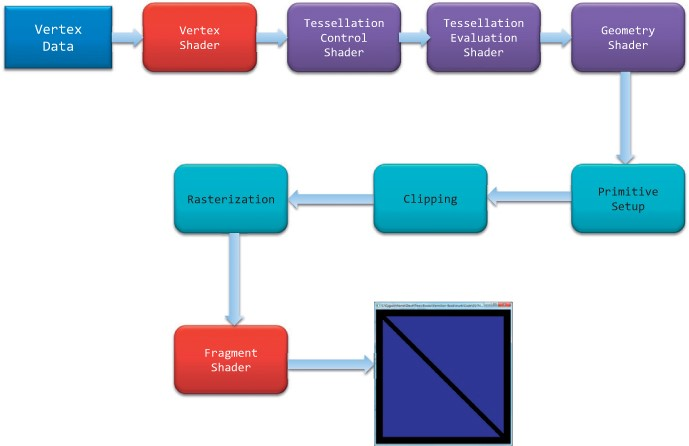 Vertex
Data
Vertex
Shader
Tessellation
Control
Shader
Tessellation
Evaluation
Shader
Geometry
Shader
Primitive
Setup
Clipping
Rasterization
Fragment
Shader